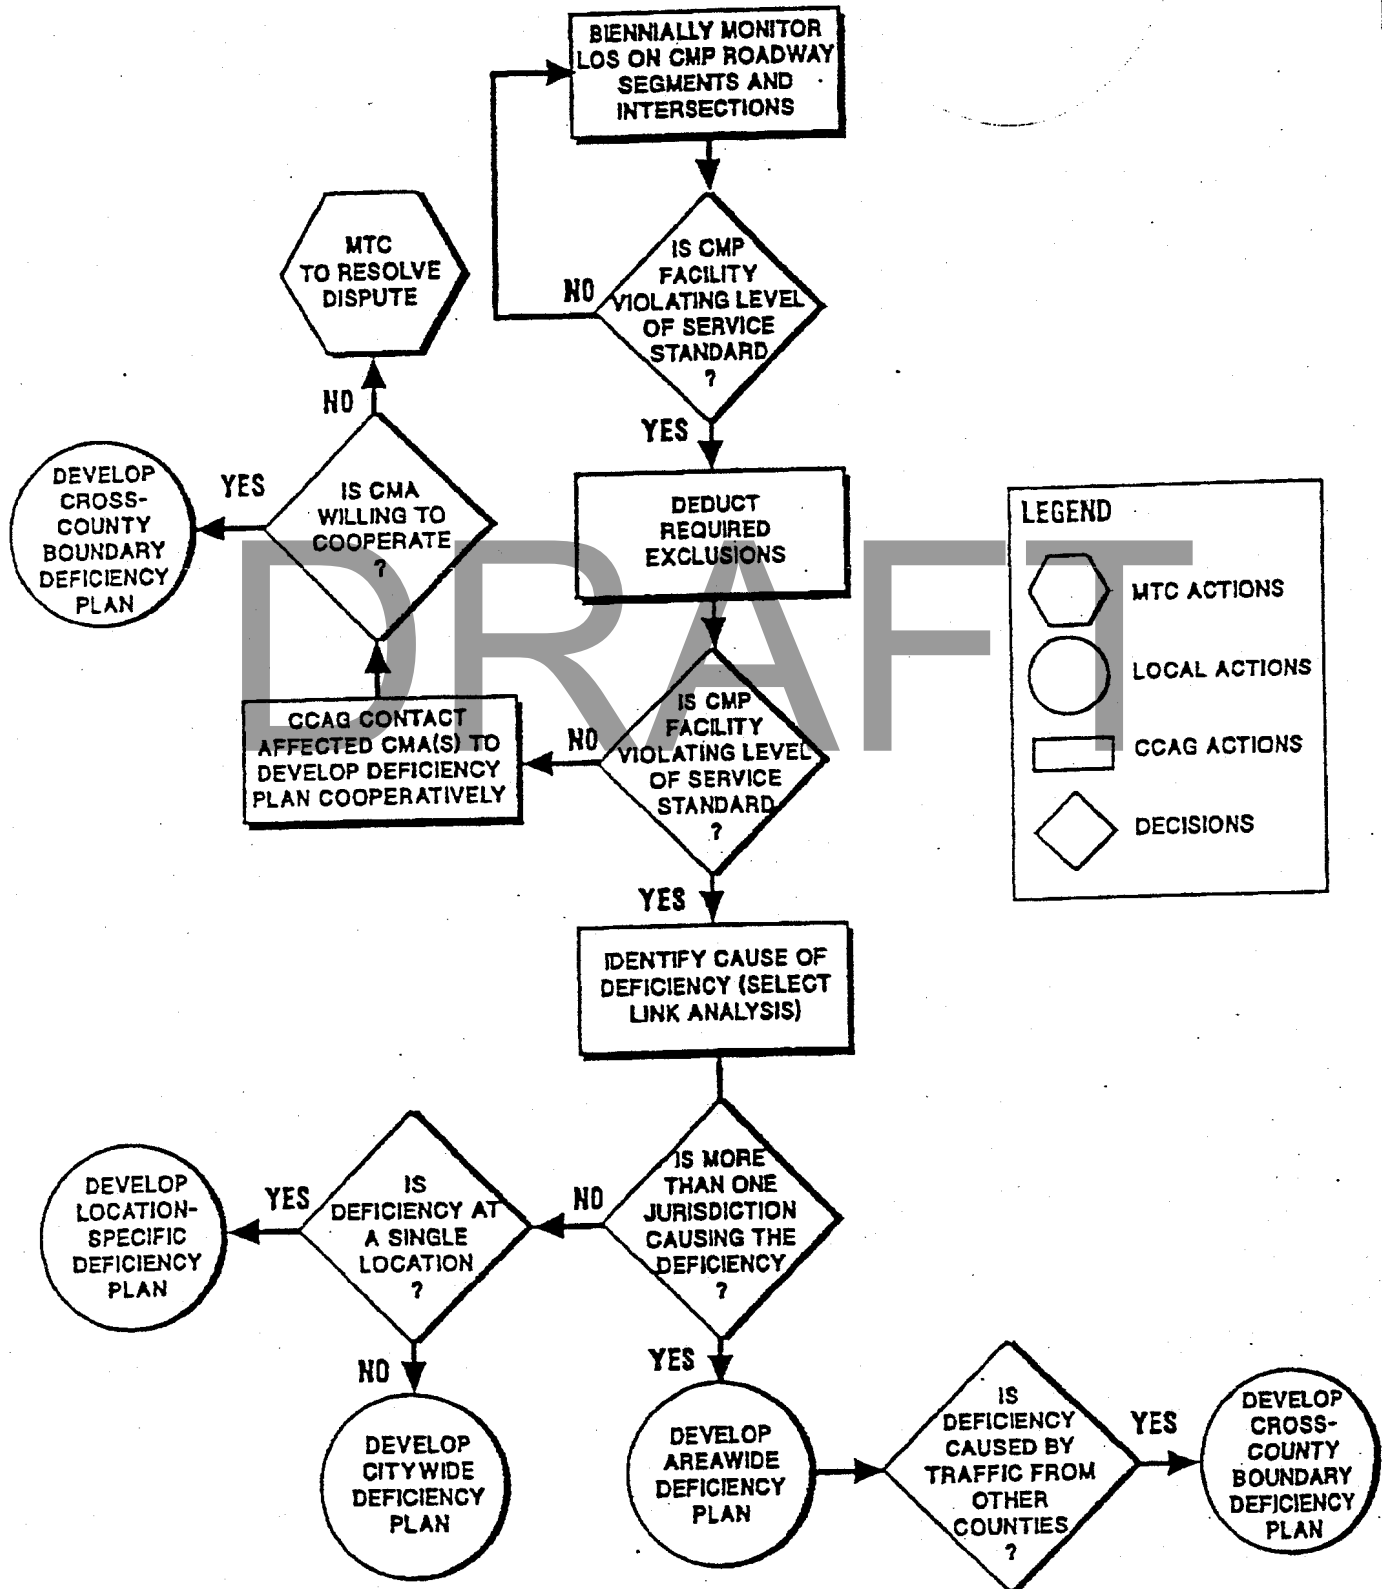 BIENNIALLY MONITOR
LOS ON CMP ROADWAY
SEGMENTS AND
INTERSECTIONS
MTC
TO RESOLVE
DISPUTE
IS CMP
FACILITY
VIOLATING LEVEL
OF SERVICE
STANDARD
?
NO
YES
NO
IS CMA
WILLING TO
COOPERATE
?
YES
DEVELOP
CROSS-
COUNTY
BOUNDARY
DEFICIENCY
PLAN
DEDUCT
REQUIRED
EXCLUSIONS
LEGEND
MTC ACTIONS
LOCAL ACTIONS
CCAG ACTIONS
DECISIONS
DRAFT
CCAG CONTACT
AFFECTED CMA(S) TO
DEVELOP DEFICIENCY
PLAN COOPERATIVELY
NO
IS CMP
FACILITY
VIOLATING LEVEL
OF SERVICE
STANDARD
?
YES
IDENTIFY CAUSE OF
DEFICIENCY (SELECT
LINK ANALYSIS)
IS MORE
THAN ONE
JURISDICTION
CAUSING THE
DEFICIENCY
?
NO
IS
DEFICIENCY AT
A SINGLE
LOCATION
?
YES
DEVELOP
LOCATION-
SPECIFIC
DEFICIENCY
PLAN
NO
DEVELOP
CITYWIDE
DEFICIENCY
PLAN
YES
DEVELOP
AREAWIDE
DEFICIENCY
PLAN
IS
DEFICIENCY
CAUSED BY
TRAFFIC FROM
OTHER
COUNTIES
?
YES
DEVELOP
CROSS-
COUNTY
BOUNDARY
DEFICIENCY
PLAN